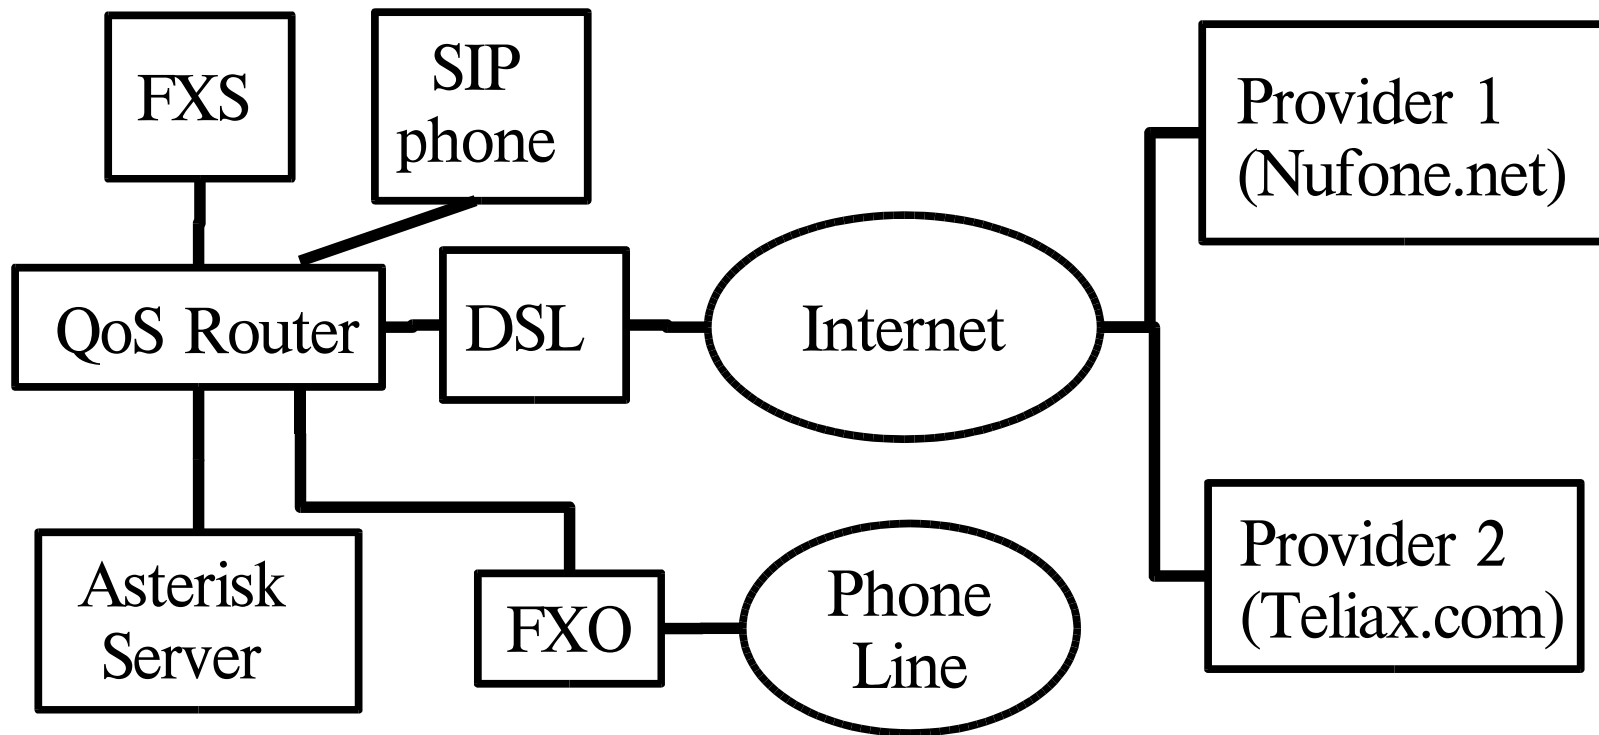 FXS
SIP
phone
Provider 1
(Nufone.net)
QoS Router
DSL
Internet
Asterisk
Server
FXO
Phone
Line
Provider 2
(Teliax.com)